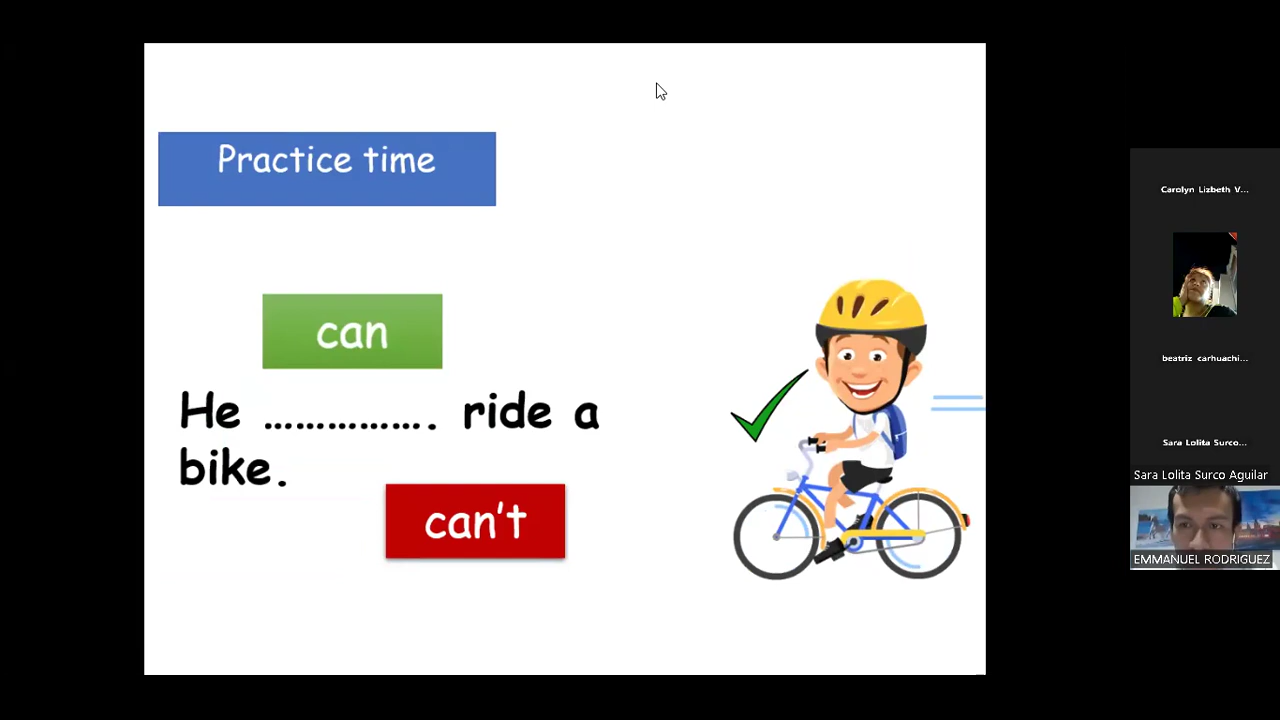 Practice time
can
He ................ ride a
bike.
can't
Carolyn Lizbeth V...
beatriz carhuachi...
Sara Lolita Surco...
Sara Lolita Surco Aguilar
EMMANUEL RODRIGUEZ